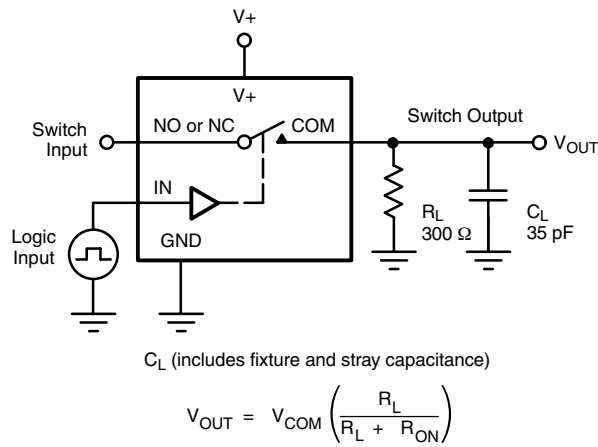 V+
V+
Switch Input
NO or NC
COM
Switch Output
V_OUT
IN
Logic Input
GND
R_L
300 Ω
C_L
35 pF
C_L (includes fixture and stray capacitance)
V_OUT = V_COM ( R_L / R_L + R_ON )